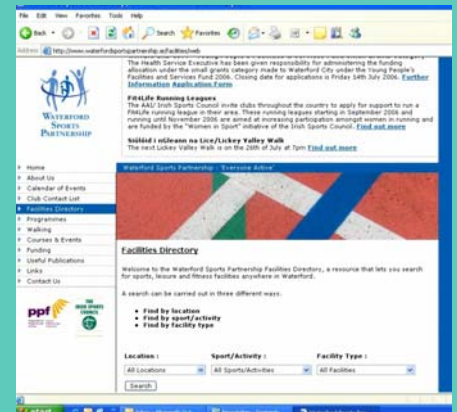 File Edit View Favorites Tools Help
Back Search Favorites
Address http://www.waterfordsportspartnership.ie/facilities/web
The Health Service Executive has been given responsibility for administering the funding
allocation under the small grants category made to Waterford City under the Young People's
Facilities and Services Fund 2006. Closing date for applications is Friday 14th July 2006. Further
Information Application Form
Fit4Life Running Leagues
The AAI/ Irish Sports Council invite clubs throughout the country to apply for support to run a
Fit4Life running league in their area. These running leagues starting in September 2006 and
running until November 2006 are aimed at increasing participation amongst women in running and
are funded by the "Women in Sport" initiative of the Irish Sports Council. Find out more
Siúlóid i nGleann na Lice/Lickey Valley Walk
The next Lickey Valley Walk is on the 26th of July at 7pm Find out more
WATERFORD
SPORTS
PARTNERSHIP
Waterford Sports Partnership - 'Everyone Active'
Home
About Us
Calendar of Events
Club Contact List
Facilities Directory
Programmes
Walking
Courses & Events
Funding
Useful Publications
Links
Contact Us
ppf
THE
IRISH SPORTS
COUNCIL
Facilities Directory
Welcome to the Waterford Sports Partnership Facilities Directory, a resource that lets you search
for sports, leisure and fitness facilities anywhere in Waterford.
A search can be carried out in three different ways.
Find by location
Find by sport/activity
Find by facility type
Location : Sport/Activity : Facility Type :
All Locations All Sports/Activities All Facilities
Search
start